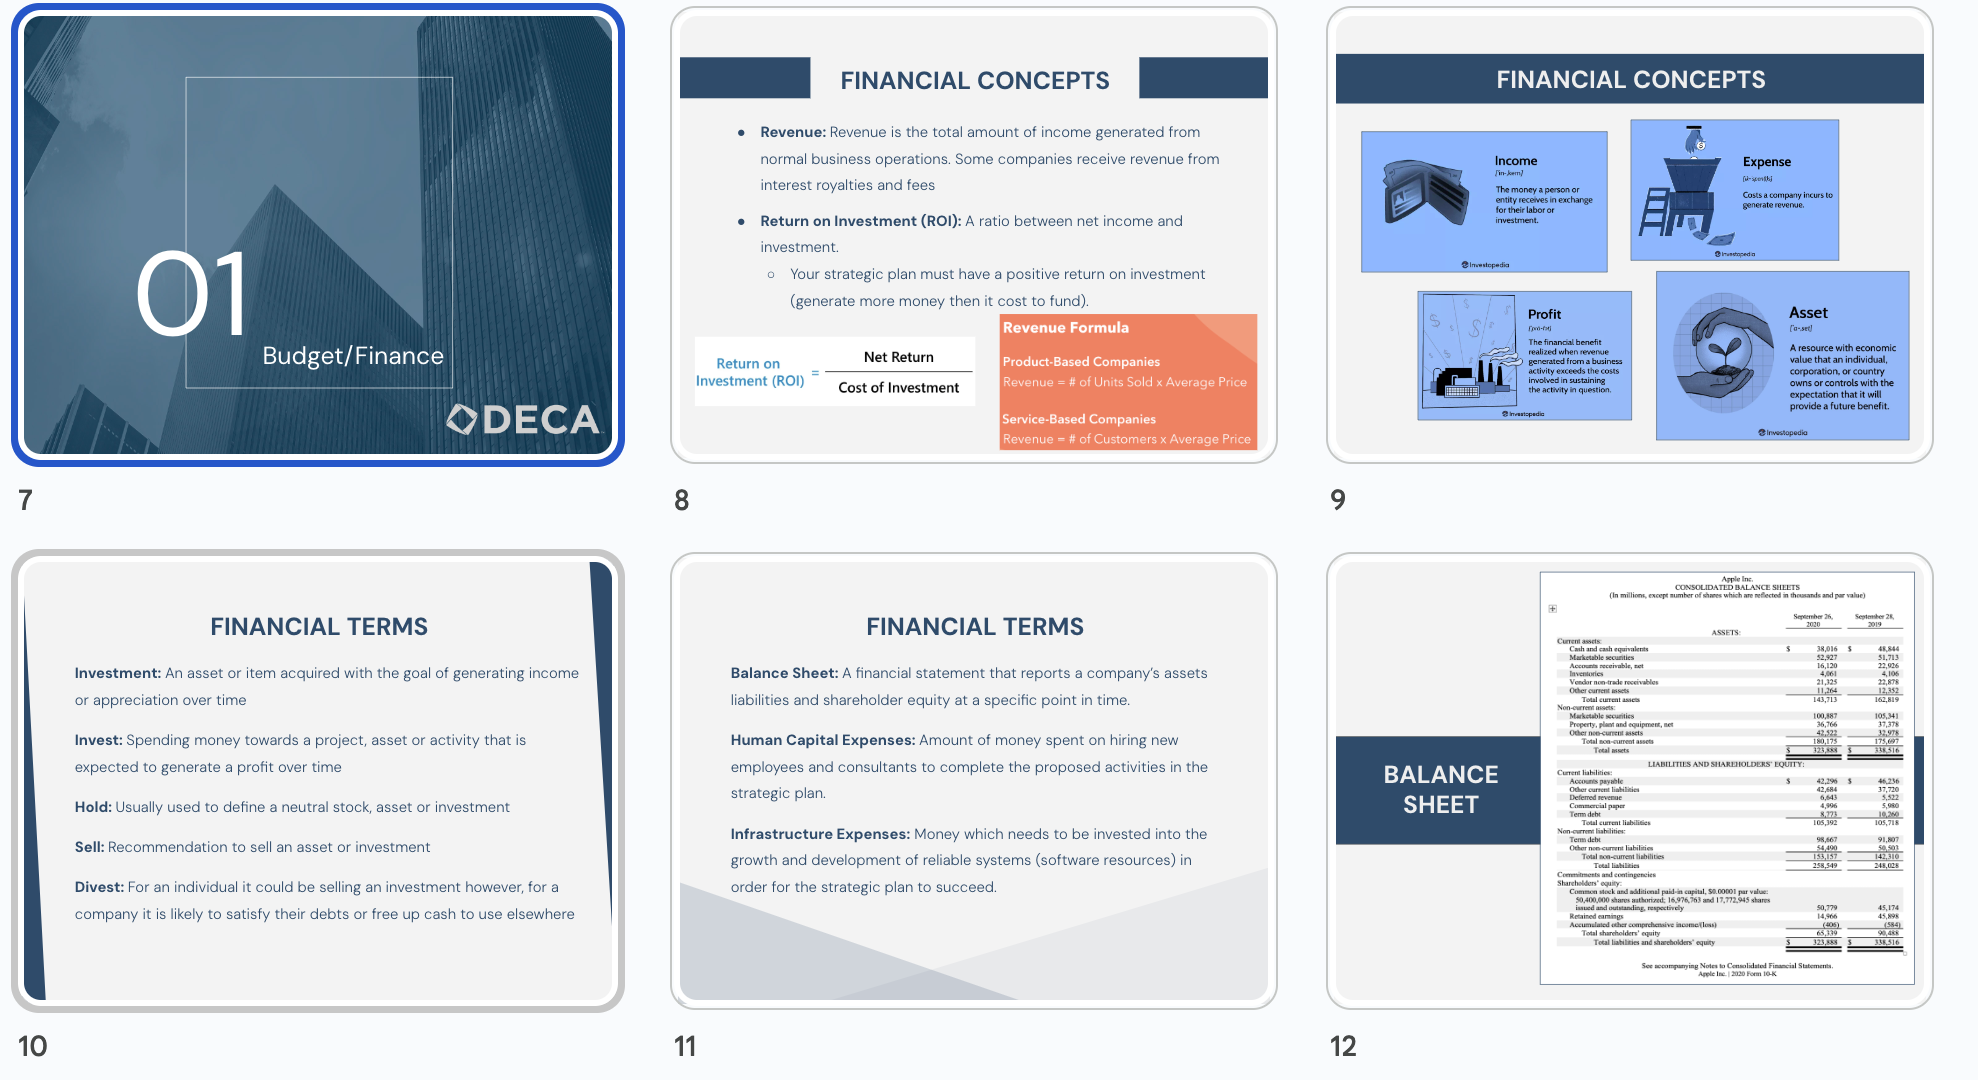 01
Budget/Finance
DECA
7
FINANCIAL CONCEPTS
● Revenue: Revenue is the total amount of income generated from
normal business operations. Some companies receive revenue from
interest royalties and fees
● Return on Investment (ROI): A ratio between net income and
investment.
○ Your strategic plan must have a positive return on investment
(generate more money then it cost to fund).
Return on
Investment (ROI)
=
Net Return
Cost of Investment
Revenue Formula
Product-Based Companies
Revenue = # of Units Sold x Average Price
Service-Based Companies
Revenue = # of Customers x Average Price
8
FINANCIAL CONCEPTS
Income
['in-,kəm]
The money a person or
entity receives in exchange
for their labor or
investment.
Investopedia
Expense
Costs a company incurs to
generate revenue.
Investopedia
Profit
The financial benefit
realized when revenue
generated from a business
activity exceeds the costs
involved in sustaining
the activity in question.
Investopedia
Asset
['a-,set]
A resource with economic
value that an individual,
corporation, or country
owns or controls with the
expectation that it will
provide a future benefit.
Investopedia
9
FINANCIAL TERMS
Investment: An asset or item acquired with the goal of generating income
or appreciation over time
Invest: Spending money towards a project, asset or activity that is
expected to generate a profit over time
Hold: Usually used to define a neutral stock, asset or investment
Sell: Recommendation to sell an asset or investment
Divest: For an individual it could be selling an investment however, for a
company it is likely to satisfy their debts or free up cash to use elsewhere
10
FINANCIAL TERMS
Balance Sheet: A financial statement that reports a company's assets
liabilities and shareholder equity at a specific point in time.
Human Capital Expenses: Amount of money spent on hiring new
employees and consultants to complete the proposed activities in the
strategic plan.
Infrastructure Expenses: Money which needs to be invested into the
growth and development of reliable systems (software resources) in
order for the strategic plan to succeed.
11
BALANCE
SHEET
Apple Inc.
CONSOLIDATED BALANCE SHEETS
(In millions, except number of shares which are reflected in thousands and par value)
September 26, 2020 September 28, 2019
ASSETS:
Current assets:
Cash and cash equivalents $ 38,016 $ 48,844
Marketable securities 52,927 51,713
Accounts receivable, net 16,120 22,926
Inventories 4,061 4,106
Vendor non-trade receivables 21,325 22,878
Other current assets 11,264 12,352
Total current assets 143,713 162,819
Non-current assets:
Marketable securities 100,887 105,341
Property, plant and equipment, net 36,766 37,378
Other non-current assets 42,522 32,978
Total non-current assets 180,175 175,697
Total assets $ 323,888 $ 338,516
LIABILITIES AND SHAREHOLDERS' EQUITY:
Current liabilities:
Accounts payable $ 42,296 $ 46,236
Other current liabilities 42,684 37,720
Deferred revenue 6,643 5,522
Commercial paper 4,996 5,980
Term debt 8,773 10,260
Total current liabilities 105,392 105,718
Non-current liabilities:
Term debt 98,667 91,807
Other non-current liabilities 54,490 50,503
Total non-current liabilities 153,157 142,310
Total liabilities 258,549 248,028
Commitments and contingencies
Shareholders' equity:
Common stock and additional paid-in capital, $0.00001 par value:
50,400,000 shares authorized; 16,976,763 and 17,772,945 shares
issued and outstanding, respectively 50,779 45,174
Retained earnings 14,966 45,898
Accumulated other comprehensive income/(loss) (406) (584)
Total shareholders' equity 65,339 90,488
Total liabilities and shareholders' equity $ 323,888 $ 338,516
See accompanying Notes to Consolidated Financial Statements.
Apple Inc. | 2020 Form 10-K
12